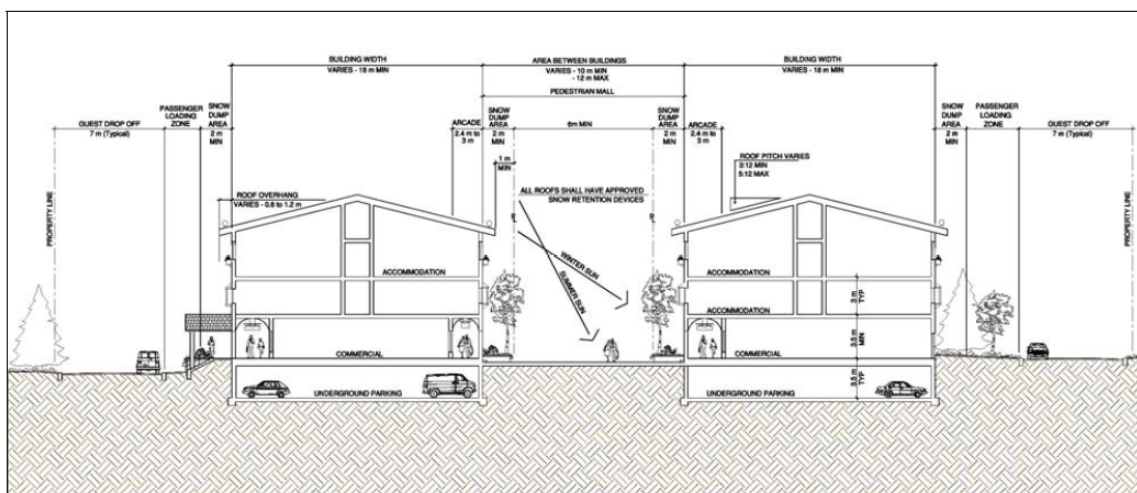 BUILDING WIDTH
VARIES - 18 m MIN
AREA BETWEEN BUILDINGS
VARIES - 10 m MIN
- 12 m MAX
BUILDING WIDTH
VARIES - 18 m MIN
PEDESTRIAN MALL
GUEST DROP OFF
7 m (Typical)
PASSENGER
LOADING
ZONE
SNOW
DUMP
AREA
2 m
MIN
ARCADE
2.4 m to
3 m
SNOW
DUMP
AREA
2 m
MIN
6m MIN
SNOW
DUMP
AREA
2 m
MIN
ARCADE
2.4 m to
3 m
SNOW
DUMP
AREA
2 m
MIN
PASSENGER
LOADING
ZONE
GUEST DROP OFF
7 m (Typical)
1 m
MIN
ROOF PITCH VARIES
3:12 MIN
5:12 MAX
PROPERTY LINE
ROOF OVERHANG
VARIES - 0.6 to 1.2 m
ALL ROOFS SHALL HAVE APPROVED
SNOW RETENTION DEVICES
PROPERTY LINE
WINTER SUN
SUMMER SUN
ACCOMMODATION
ACCOMMODATION
3 m
TYP
ACCOMMODATION
3.5 m
MIN
COMMERCIAL
COMMERCIAL
3.5 m
TYP
UNDERGROUND PARKING
UNDERGROUND PARKING